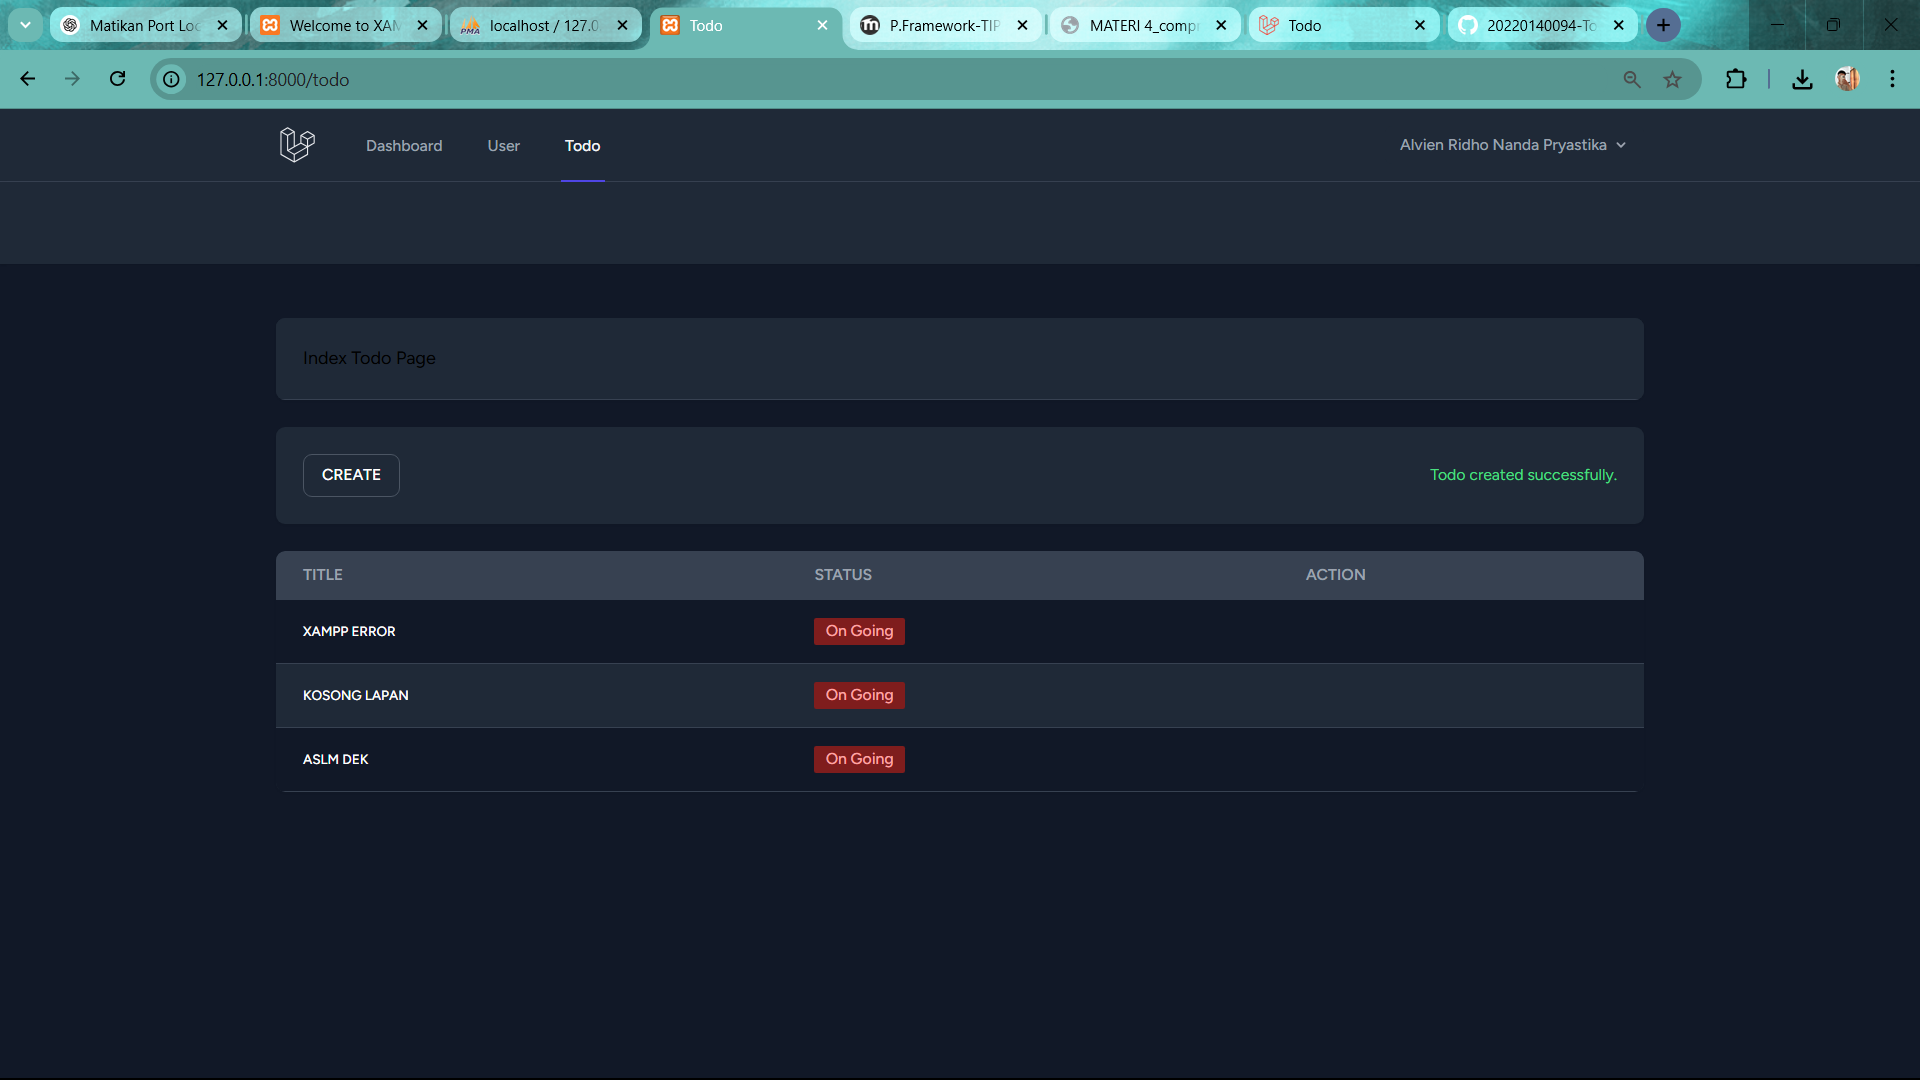 Matikan Port Loc
Welcome to XAM
localhost / 127.0.
Todo
P.Framework-TIP
MATERI 4_compr
Todo
20220140094-To
127.0.0.1:8000/todo
Dashboard
User
Todo
Alvien Ridho Nanda Pryastika
Index Todo Page
CREATE
Todo created successfully.
TITLE
STATUS
ACTION
XAMPP ERROR
On Going
KOSONG LAPAN
On Going
ASLM DEK
On Going